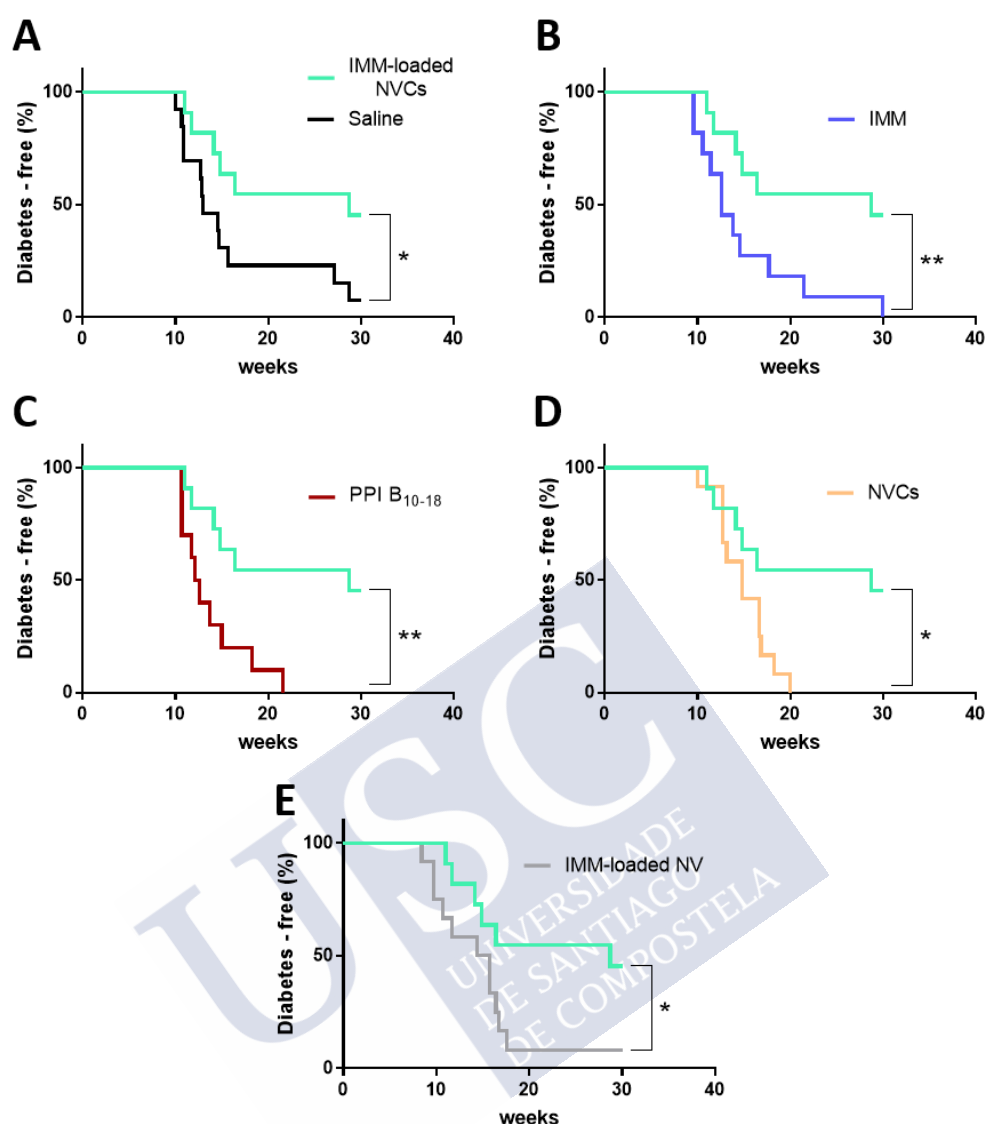 A
Diabetes - free (%)
100
50
0
0 10 20 30 40
weeks
IMM-loaded
NVCs
Saline
*
B
Diabetes - free (%)
100
50
0
0 10 20 30 40
weeks
IMM
**
C
Diabetes - free (%)
100
50
0
0 10 20 30 40
weeks
PPI B10-18
**
D
Diabetes - free (%)
100
50
0
0 10 20 30 40
weeks
NVCs
*
E
Diabetes - free (%)
100
50
0
0 10 20 30 40
weeks
IMM-loaded NV
*
USC
UNIVERSIDADE
DE SANTIAGO
DE COMPOSTELA